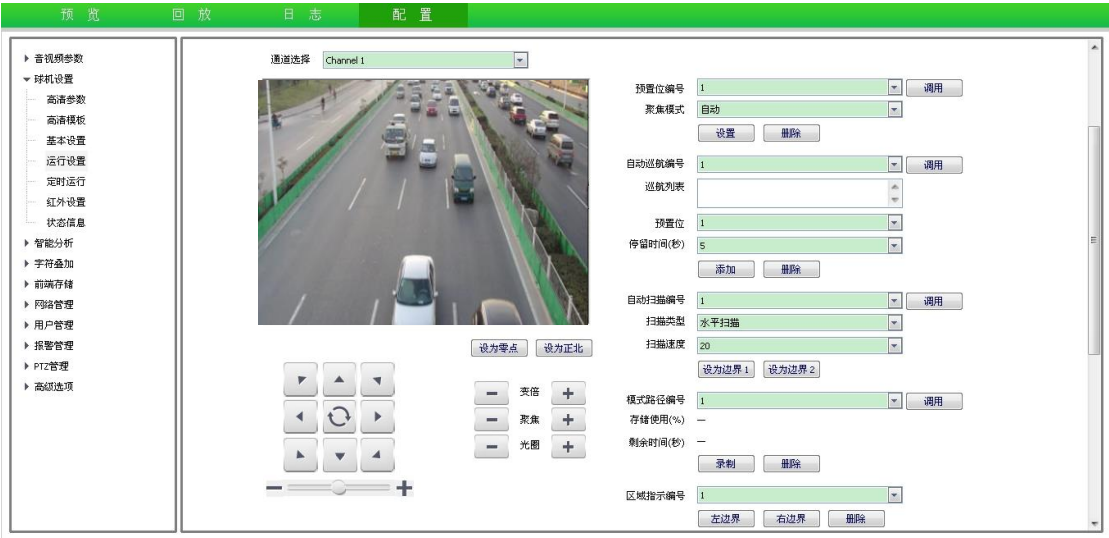 预 览 回 放 日 志 配 置
音视频参数
球机设置
高清参数
高清模板
基本设置
运行设置
定时运行
红外设置
状态信息
智能分析
字符叠加
前端存储
网络管理
用户管理
报警管理
PTZ管理
高级选项
通道选择 Channel 1
设为零点 设为正北
变倍
聚焦
光圈
预置位编号 1 调用
聚焦模式 自动
设置 删除
自动巡航编号 1 调用
巡航列表
预置位 1
停留时间(秒) 5
添加 删除
自动扫描编号 1 调用
扫描类型 水平扫描
扫描速度 20
设为边界 1 设为边界 2
模式路径编号 1 调用
存储使用(%) —
剩余时间(秒) —
录制 删除
区域指示编号 1
左边界 右边界 删除